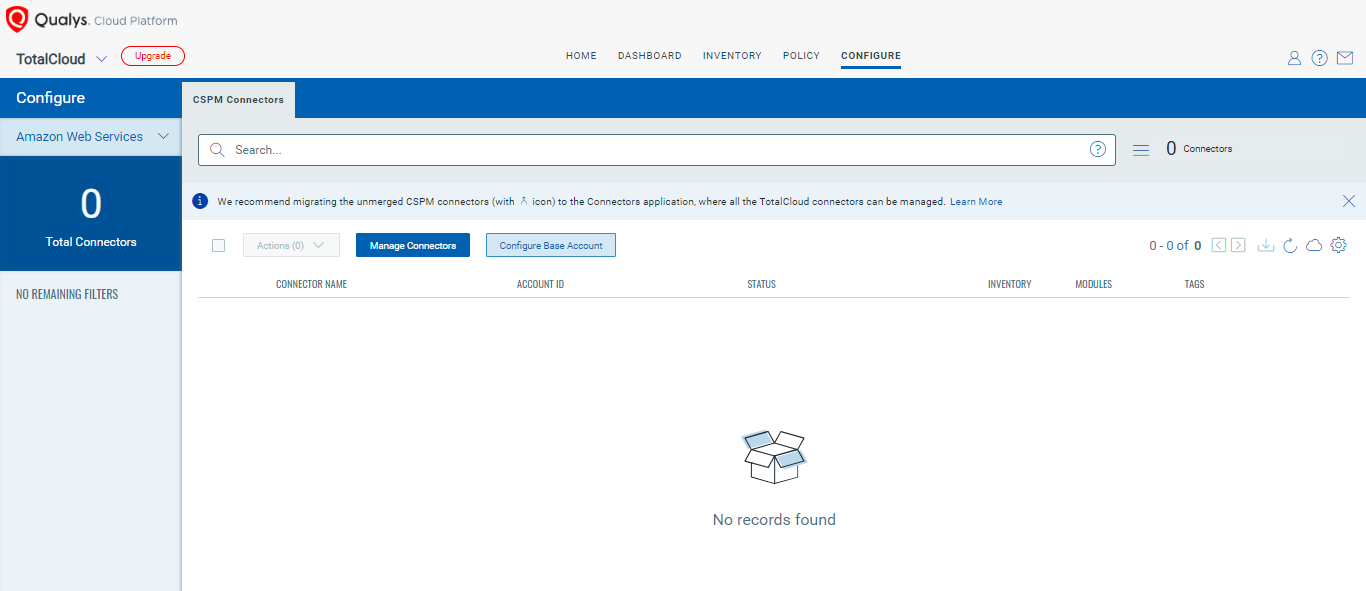 Qualys. Cloud Platform
TotalCloud
Upgrade
HOME DASHBOARD INVENTORY POLICY CONFIGURE
Configure
CSPM Connectors
Amazon Web Services
Search...
0 Connectors
0
Total Connectors
We recommend migrating the unmerged CSPM connectors (with icon) to the Connectors application, where all the TotalCloud connectors can be managed. Learn More
Actions (0) Manage Connectors Configure Base Account 0 - 0 of 0
NO REMAINING FILTERS
CONNECTOR NAME ACCOUNT ID STATUS INVENTORY MODULES TAGS
No records found